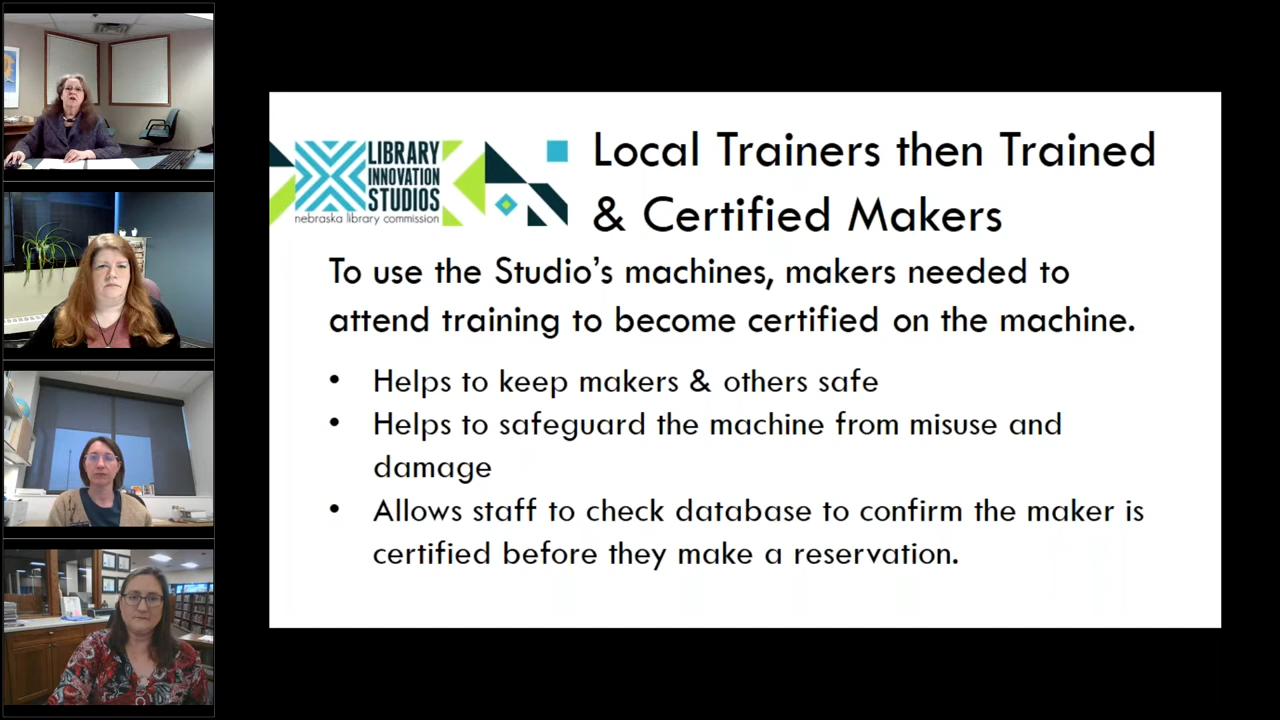 LIBRARY
INNOVATION
STUDIOS
nebraska library commission
Local Trainers then Trained
& Certified Makers
To use the Studio’s machines, makers needed to
attend training to become certified on the machine.
• Helps to keep makers & others safe
• Helps to safeguard the machine from misuse and
damage
• Allows staff to check database to confirm the maker is
certified before they make a reservation.